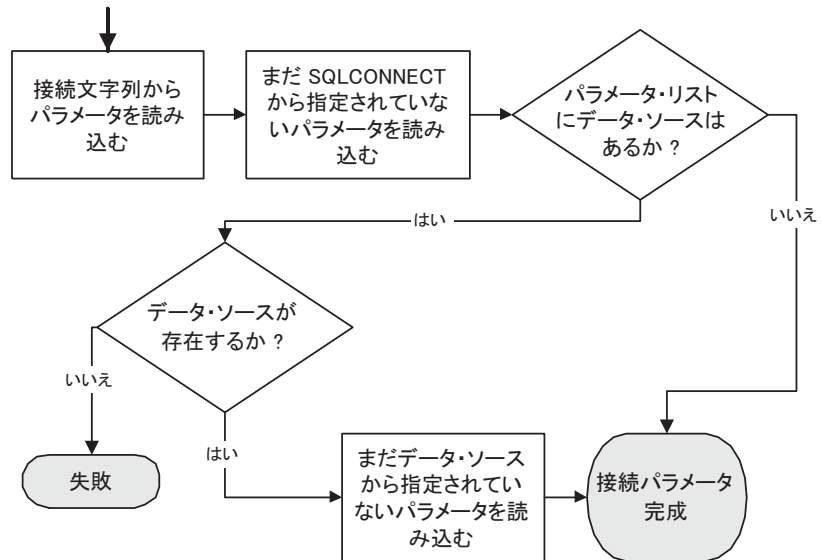 接続文字列から
パラメータを読み
込む
まだ SQLCONNECT
から指定されていな
いパラメータを読み
込む
パラメータ・リスト
にデータ・ソースは
あるか ?
はい
いいえ
データ・ソースが
存在するか ?
いいえ
はい
失敗
まだデータ・ソース
から指定されてい
ないパラメータを読
み込む
接続パラメータ
完成